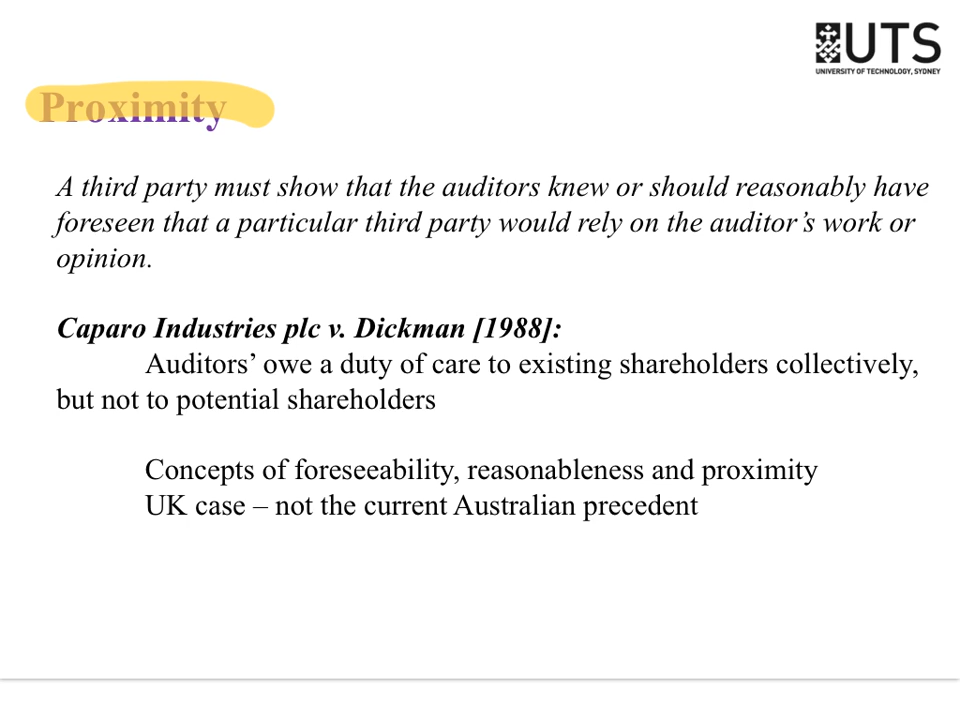 UTS
UNIVERSITY OF TECHNOLOGY, SYDNEY
Proximity
A third party must show that the auditors knew or should reasonably have
foreseen that a particular third party would rely on the auditor’s work or
opinion.
Caparo Industries plc v. Dickman [1988]:
Auditors’ owe a duty of care to existing shareholders collectively,
but not to potential shareholders
Concepts of foreseeability, reasonableness and proximity
UK case – not the current Australian precedent